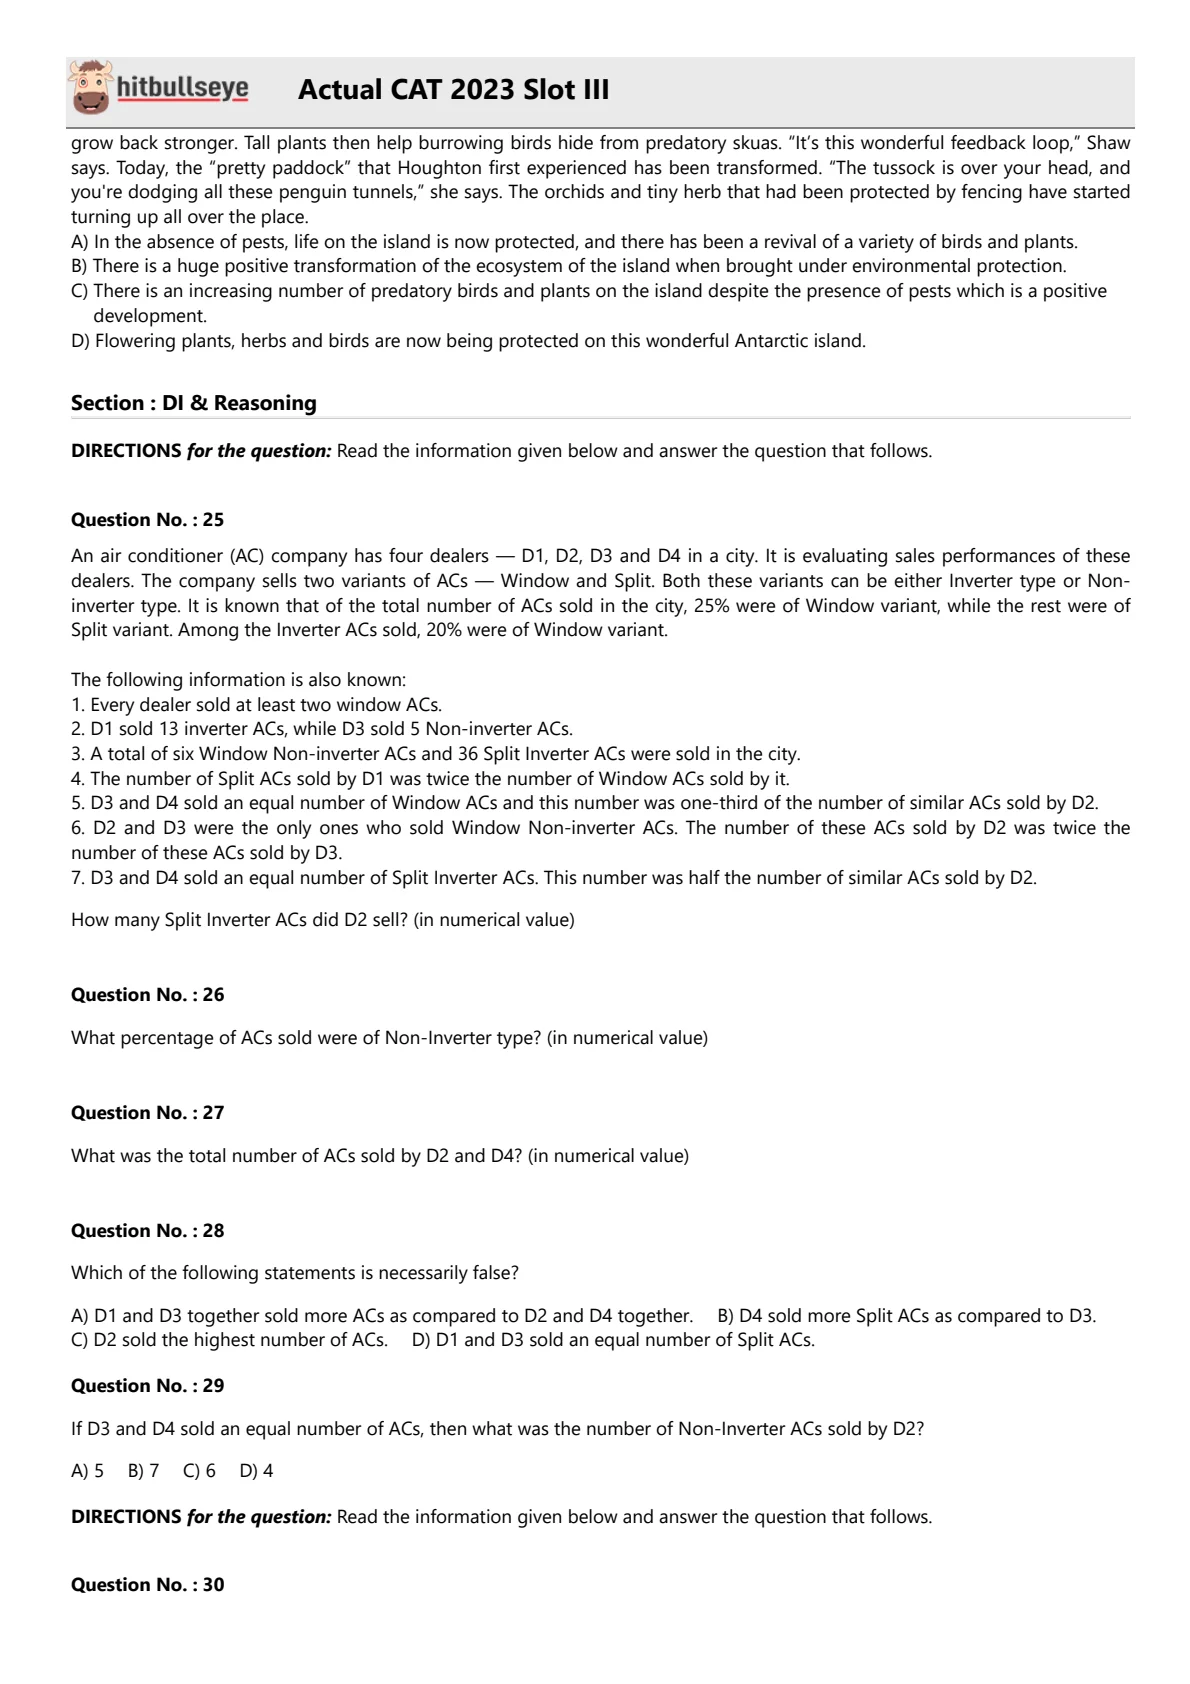 hitbullseye Actual CAT 2023 Slot III
grow back stronger. Tall plants then help burrowing birds hide from predatory skuas. “It’s this wonderful feedback loop,” Shaw
says. Today, the “pretty paddock” that Houghton first experienced has been transformed. “The tussock is over your head, and
you're dodging all these penguin tunnels,” she says. The orchids and tiny herb that had been protected by fencing have started
turning up all over the place.
A) In the absence of pests, life on the island is now protected, and there has been a revival of a variety of birds and plants.
B) There is a huge positive transformation of the ecosystem of the island when brought under environmental protection.
C) There is an increasing number of predatory birds and plants on the island despite the presence of pests which is a positive
development.
D) Flowering plants, herbs and birds are now being protected on this wonderful Antarctic island.
Section : DI & Reasoning
DIRECTIONS for the question: Read the information given below and answer the question that follows.
Question No. : 25
An air conditioner (AC) company has four dealers — D1, D2, D3 and D4 in a city. It is evaluating sales performances of these
dealers. The company sells two variants of ACs — Window and Split. Both these variants can be either Inverter type or Non-
inverter type. It is known that of the total number of ACs sold in the city, 25% were of Window variant, while the rest were of
Split variant. Among the Inverter ACs sold, 20% were of Window variant.
The following information is also known:
1. Every dealer sold at least two window ACs.
2. D1 sold 13 inverter ACs, while D3 sold 5 Non-inverter ACs.
3. A total of six Window Non-inverter ACs and 36 Split Inverter ACs were sold in the city.
4. The number of Split ACs sold by D1 was twice the number of Window ACs sold by it.
5. D3 and D4 sold an equal number of Window ACs and this number was one-third of the number of similar ACs sold by D2.
6. D2 and D3 were the only ones who sold Window Non-inverter ACs. The number of these ACs sold by D2 was twice the
number of these ACs sold by D3.
7. D3 and D4 sold an equal number of Split Inverter ACs. This number was half the number of similar ACs sold by D2.
How many Split Inverter ACs did D2 sell? (in numerical value)
Question No. : 26
What percentage of ACs sold were of Non-Inverter type? (in numerical value)
Question No. : 27
What was the total number of ACs sold by D2 and D4? (in numerical value)
Question No. : 28
Which of the following statements is necessarily false?
A) D1 and D3 together sold more ACs as compared to D2 and D4 together. B) D4 sold more Split ACs as compared to D3.
C) D2 sold the highest number of ACs. D) D1 and D3 sold an equal number of Split ACs.
Question No. : 29
If D3 and D4 sold an equal number of ACs, then what was the number of Non-Inverter ACs sold by D2?
A) 5 B) 7 C) 6 D) 4
DIRECTIONS for the question: Read the information given below and answer the question that follows.
Question No. : 30